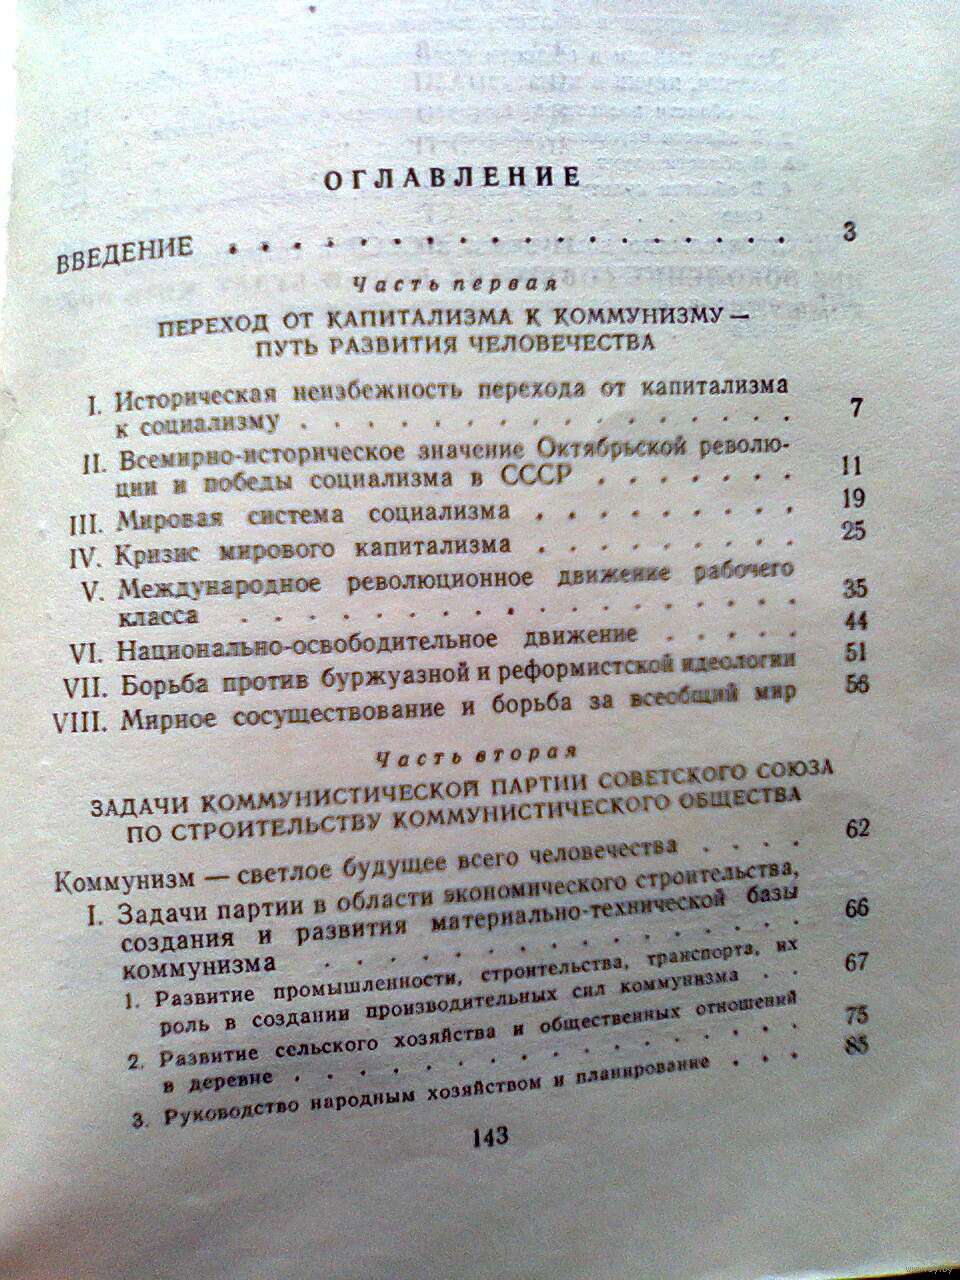 ОГЛАВЛЕНИЕ
ВВЕДЕНИЕ . . . . . . . . . . . . . . . . . . 3
Часть первая
ПЕРЕХОД ОТ КАПИТАЛИЗМА К КОММУНИЗМУ —
ПУТЬ РАЗВИТИЯ ЧЕЛОВЕЧЕСТВА
I. Историческая неизбежность перехода от капитализма
к социализму . . . . . . . . . . . . . . . 7
II. Всемирно-историческое значение Октябрьской револю-
ции и победы социализма в СССР . . . . . . . 11
III. Мировая система социализма . . . . . . . . . 19
IV. Кризис мирового капитализма . . . . . . . . . 25
V. Международное революционное движение рабочего
класса . . . . . . . . . . . . . . . . . 35
VI. Национально-освободительное движение . . . . . 44
VII. Борьба против буржуазной и реформистской идеологии 51
VIII. Мирное сосуществование и борьба за всеобщий мир 56
Часть вторая
ЗАДАЧИ КОММУНИСТИЧЕСКОЙ ПАРТИИ СОВЕТСКОГО СОЮЗА
ПО СТРОИТЕЛЬСТВУ КОММУНИСТИЧЕСКОГО ОБЩЕСТВА
Коммунизм — светлое будущее всего человечества . . . . 62
I. Задачи партии в области экономического строительства,
создания и развития материально-технической базы
коммунизма . . . . . . . . . . . . . . . 66
1. Развитие промышленности, строительства, транспорта, их
роль в создании производительных сил коммунизма . . 67
2. Развитие сельского хозяйства и общественных отношений
в деревне . . . . . . . . . . . . . . . . 75
3. Руководство народным хозяйством и планирование . . . 85
143